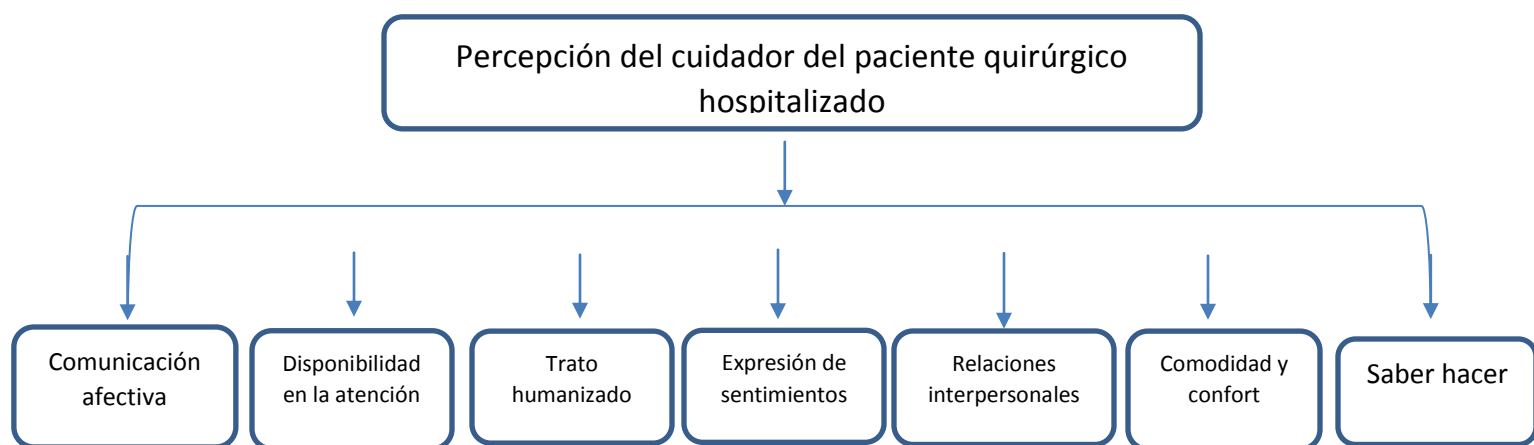 Percepción del cuidador del paciente quirúrgico
hospitalizado
Comunicación
afectiva
Disponibilidad
en la atención
Trato
humanizado
Expresión de
sentimientos
Relaciones
interpersonales
Comodidad y
confort
Saber hacer